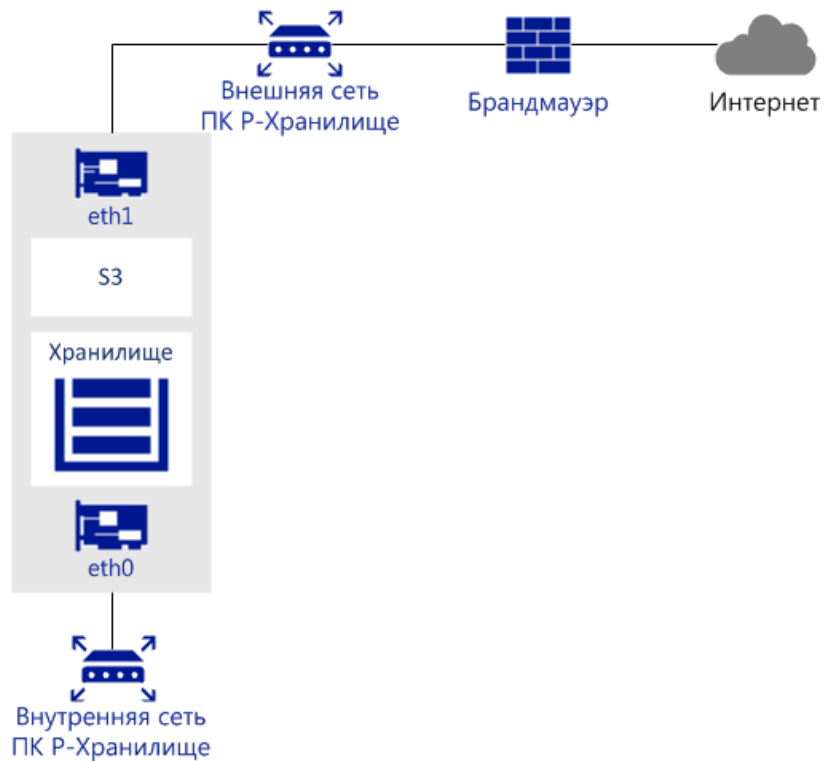 Внешняя сеть
ПК Р-Хранилище
Брандмауэр
Интернет
eth1
S3
Хранилище
eth0
Внутренняя сеть
ПК Р-Хранилище